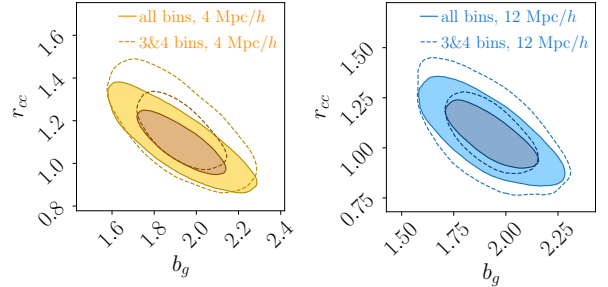 all bins, 4 Mpc/h
3&4 bins, 4 Mpc/h
1.6
1.4
1.2
1.0
0.8
r_cc
1.6
1.8
2.0
2.2
2.4
b_g
all bins, 12 Mpc/h
3&4 bins, 12 Mpc/h
1.50
1.25
1.00
0.75
r_cc
1.50
1.75
2.00
2.25
b_g